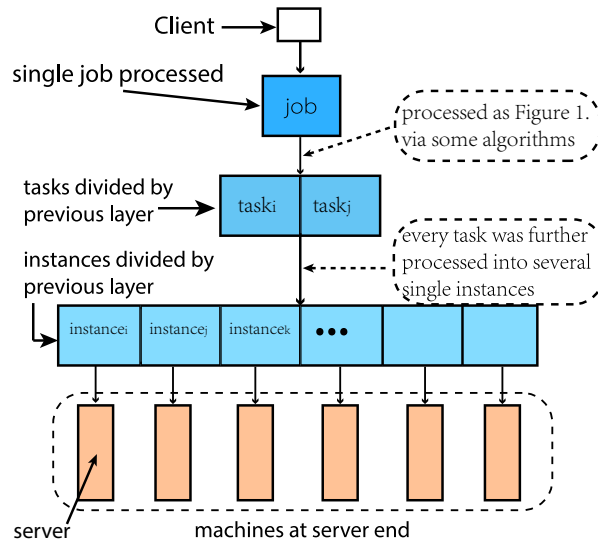 Client
single job processed
job
processed as Figure 1.
via some algorithms
tasks divided by
previous layer
taski taskj
every task was further
processed into several
single instances
instances divided by
previous layer
instancei instancej instancek •••
server
machines at server end